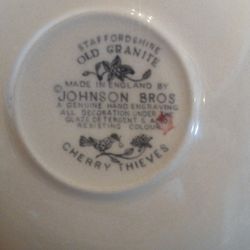 STAFFORDSHIRE
OLD GRANITE
MADE IN ENGLAND BY
©JOHNSON BROS
A GENUINE HAND ENGRAVING
ALL DECORATION UNDER THE
GLAZE DETERGENT & ACID
RESISTING COLOUR
CHERRY THIEVES